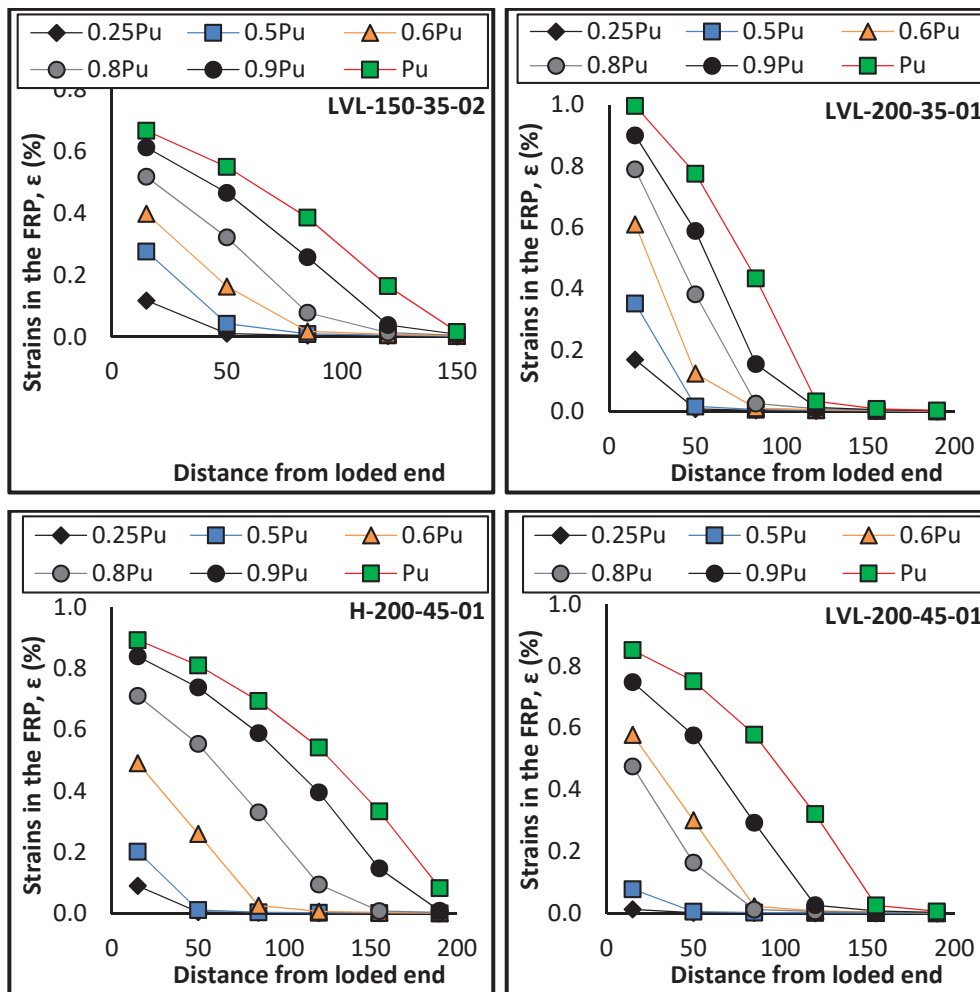 0.25Pu 0.5Pu 0.6Pu
0.8Pu 0.9Pu Pu
LVL-150-35-02
Strains in the FRP, ε (%)
0.8
0.6
0.4
0.2
0.0
0 50 100 150
Distance from loded end
0.25Pu 0.5Pu 0.6Pu
0.8Pu 0.9Pu Pu
LVL-200-35-01
Strains in the FRP, ε (%)
1.0
0.8
0.6
0.4
0.2
0.0
0 50 100 150 200
Distance from loded end
0.25Pu 0.5Pu 0.6Pu
0.8Pu 0.9Pu Pu
H-200-45-01
Strains in the FRP, ε (%)
1.0
0.8
0.6
0.4
0.2
0.0
0 50 100 150 200
Distance from loded end
0.25Pu 0.5Pu 0.6Pu
0.8Pu 0.9Pu Pu
LVL-200-45-01
Strains in the FRP, ε (%)
1.0
0.8
0.6
0.4
0.2
0.0
0 50 100 150 200
Distance from loded end